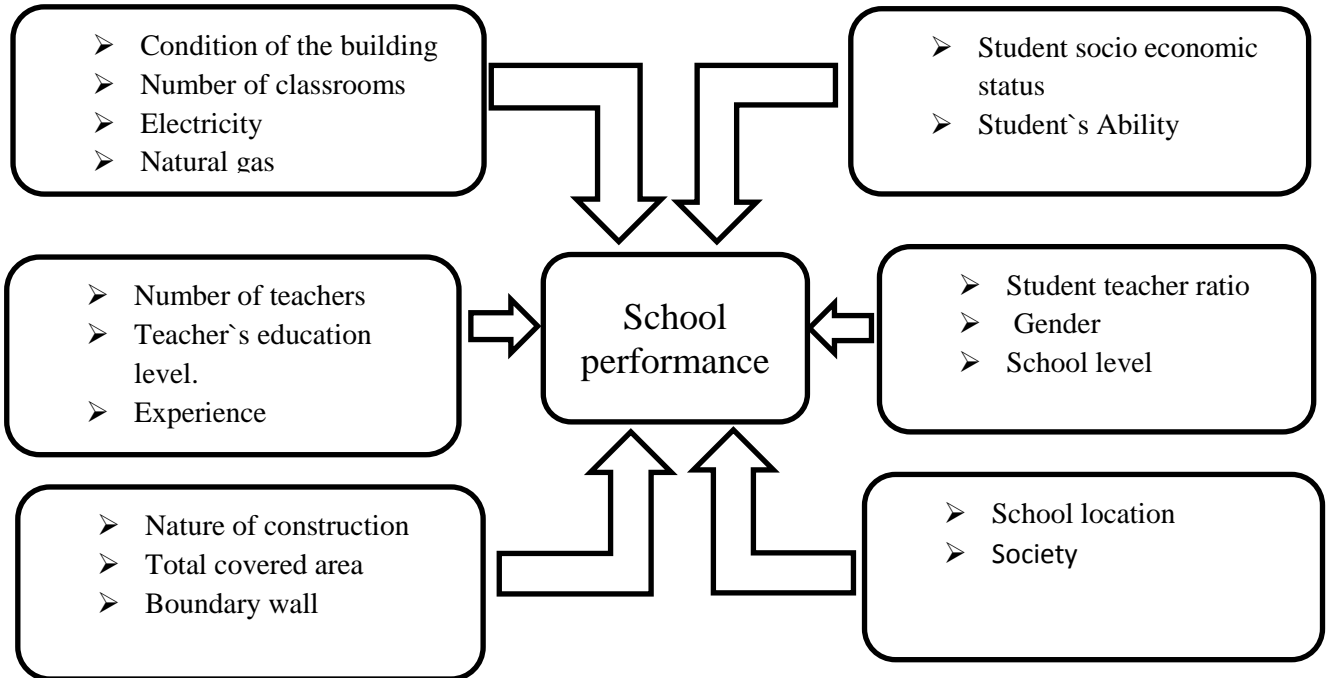 ➢ Condition of the building
➢ Number of classrooms
➢ Electricity
➢ Natural gas
➢ Student socio economic
status
➢ Student`s Ability
➢ Number of teachers
➢ Teacher`s education
level.
➢ Experience
School
performance
➢ Student teacher ratio
➢ Gender
➢ School level
➢ Nature of construction
➢ Total covered area
➢ Boundary wall
➢ School location
➢ Society